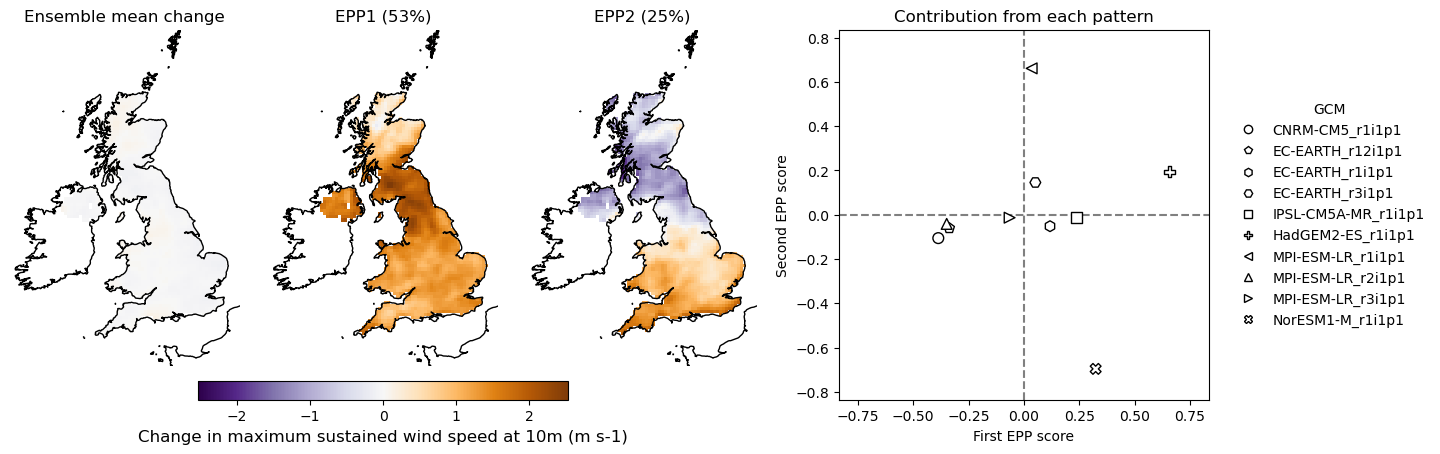 Ensemble mean change
EPP1 (53%)
EPP2 (25%)
−2 −1 0 1 2
Change in maximum sustained wind speed at 10m (m s-1)
Contribution from each pattern
Second EPP score
0.8
0.6
0.4
0.2
0.0
−0.2
−0.4
−0.6
−0.8
−0.75 −0.50 −0.25 0.00 0.25 0.50 0.75
First EPP score
GCM
CNRM-CM5_r1i1p1
EC-EARTH_r12i1p1
EC-EARTH_r1i1p1
EC-EARTH_r3i1p1
IPSL-CM5A-MR_r1i1p1
HadGEM2-ES_r1i1p1
MPI-ESM-LR_r1i1p1
MPI-ESM-LR_r2i1p1
MPI-ESM-LR_r3i1p1
NorESM1-M_r1i1p1